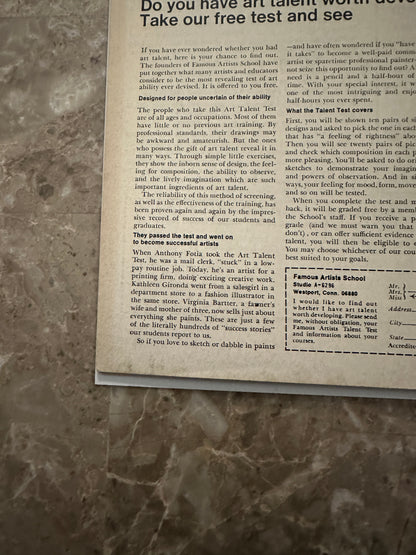 Do you have art talent worth
Take our free test and see
If you have ever wondered whether you had
art talent, here is your chance to find out.
The founders of Famous Artists School have
put together what many artists and educators
consider to be the most revealing test of art
ability ever devised. It is offered to you free.
Designed for people uncertain of their ability
The people who take this Art Talent Test
are of all ages and occupations. Most of them
have little or no previous art training. By
professional standards, their drawings may
be awkward and amateurish. But the ones
who possess the gift of art talent reveal it in
many ways. Through simple little exercises,
they show the inborn sense of design, the feel-
ing for composition, the ability to observe,
and the lively imagination which are such
important ingredients of art talent.
The reliability of this method of screening,
as well as the effectiveness of the training, has
been proven again and again by the impres-
sive record of success of our students and
graduates.
They passed the test and went on
to become successful artists
When Anthony Fotia took the Art Talent
Test, he was a mail clerk, "stuck" in a low-
pay routine job. Today, he's an artist for a
printing firm, doing exciting creative work.
Kathleen Gironda went from a salesgirl in a
department store to a fashion illustrator in
the same store. Virginia Bartter, a farmer's
wife and mother of three, now sells just about
everything she paints. These are just a few
of the literally hundreds of "success stories"
our students report to us.
So if you love to sketch or dabble in paints
—and have often wondered if you "have
it takes" to become a well-paid
artist or sparetime professional
not seize this opportunity to find out?
need is a pencil and a half-hour of
time. With your special interest, it
one of the most intriguing and
half-hours you ever spent.
What the Talent Test covers
First, you will be shown ten pairs of
designs and asked to pick the one in each
that has "a feeling of rightness"
Then you will see twenty pairs of
and check which composition in each
more pleasing. You'll be asked to do
sketches to demonstrate your
and powers of observation. And in
ways, your feeling for mood, form,
and so on will be tested.
When you complete the test and
back, it will be graded free by a
the School's staff. If you receive a
grade (and we must warn you that
don't), or can offer sufficient evidence
talent, you will then be eligible to
You may choose whichever of our
best suited to your goals.
Famous Artists School
Studio A-6296
Westport, Conn. 06880
I would like to find out
whether I have art talent
worth developing. Please send
me, without obligation, your
Famous Artists Talent Test
and information about your
courses.
Mr.
Mrs.
Miss
Address
City
State